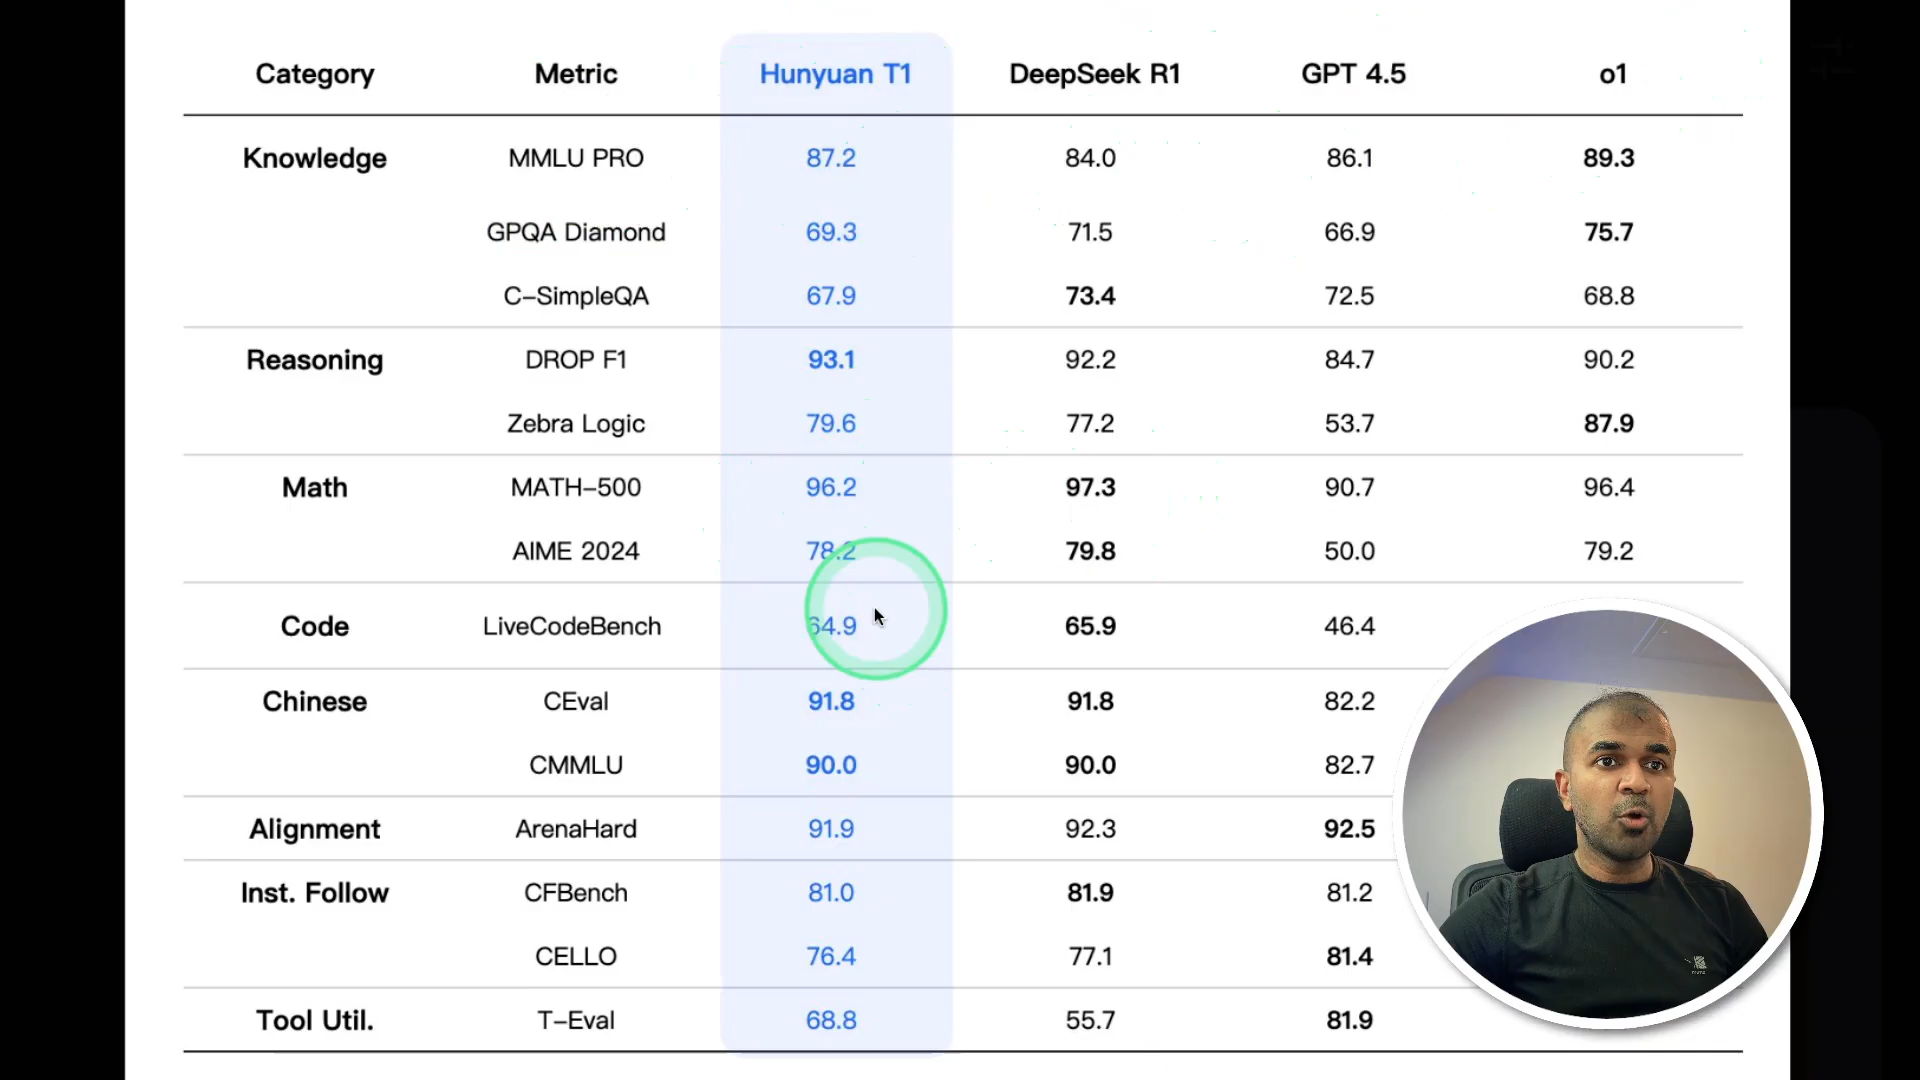 Category Metric Hunyuan T1 DeepSeek R1 GPT 4.5 o1
Knowledge MMLU PRO 87.2 84.0 86.1 89.3
GPQA Diamond 69.3 71.5 66.9 75.7
C-SimpleQA 67.9 73.4 72.5 68.8
Reasoning DROP F1 93.1 92.2 84.7 90.2
Zebra Logic 79.6 77.2 53.7 87.9
Math MATH-500 96.2 97.3 90.7 96.4
AIME 2024 78.2 79.8 50.0 79.2
Code LiveCodeBench 64.9 65.9 46.4
Chinese CEval 91.8 91.8 82.2
CMMLU 90.0 90.0 82.7
Alignment ArenaHard 91.9 92.3 92.5
Inst. Follow CFBench 81.0 81.9 81.2
CELLO 76.4 77.1 81.4
Tool Util. T-Eval 68.8 55.7 81.9